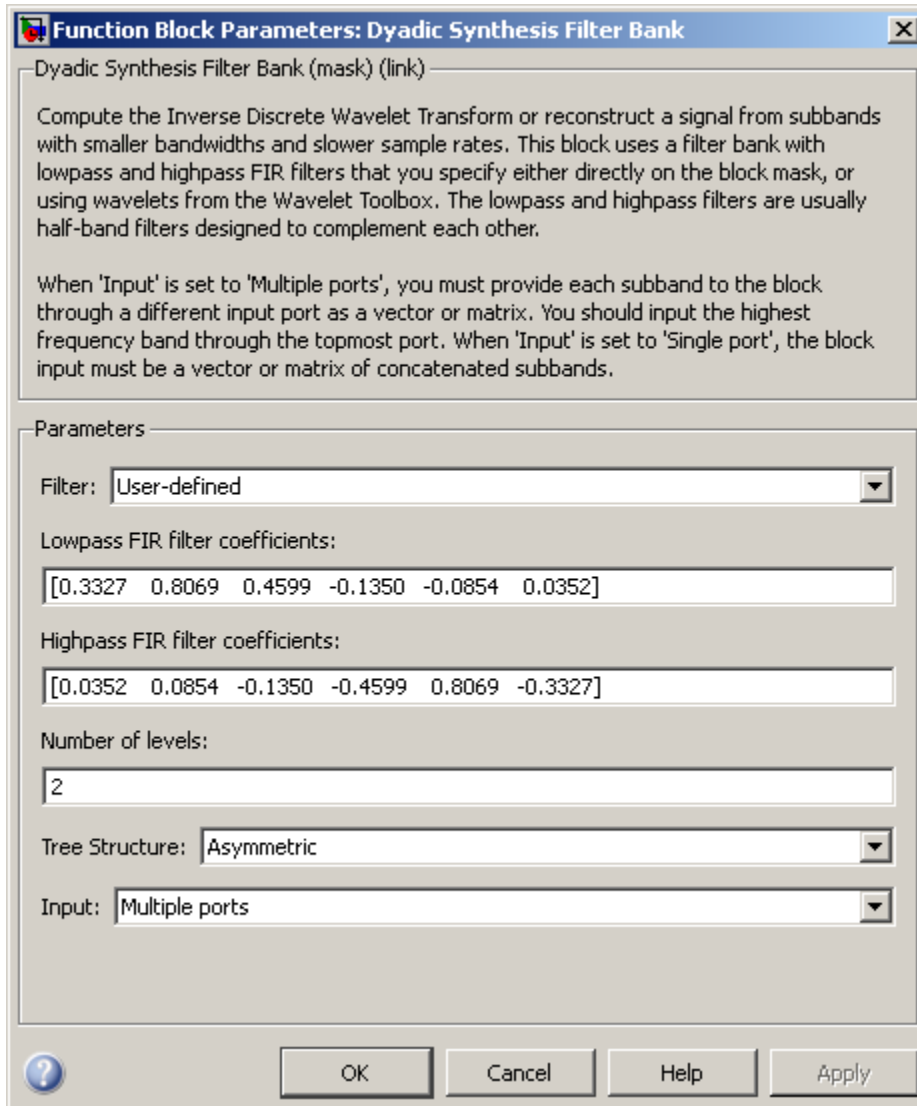 Function Block Parameters: Dyadic Synthesis Filter Bank
Dyadic Synthesis Filter Bank (mask) (link)
Compute the Inverse Discrete Wavelet Transform or reconstruct a signal from subbands
with smaller bandwidths and slower sample rates. This block uses a filter bank with
lowpass and highpass FIR filters that you specify either directly on the block mask, or
using wavelets from the Wavelet Toolbox. The lowpass and highpass filters are usually
half-band filters designed to complement each other.
When 'Input' is set to 'Multiple ports', you must provide each subband to the block
through a different input port as a vector or matrix. You should input the highest
frequency band through the topmost port. When 'Input' is set to 'Single port', the block
input must be a vector or matrix of concatenated subbands.
Parameters
Filter: User-defined
Lowpass FIR filter coefficients:
[0.3327 0.8069 0.4599 -0.1350 -0.0854 0.0352]
Highpass FIR filter coefficients:
[0.0352 0.0854 -0.1350 -0.4599 0.8069 -0.3327]
Number of levels:
2
Tree Structure: Asymmetric
Input: Multiple ports
OK Cancel Help Apply